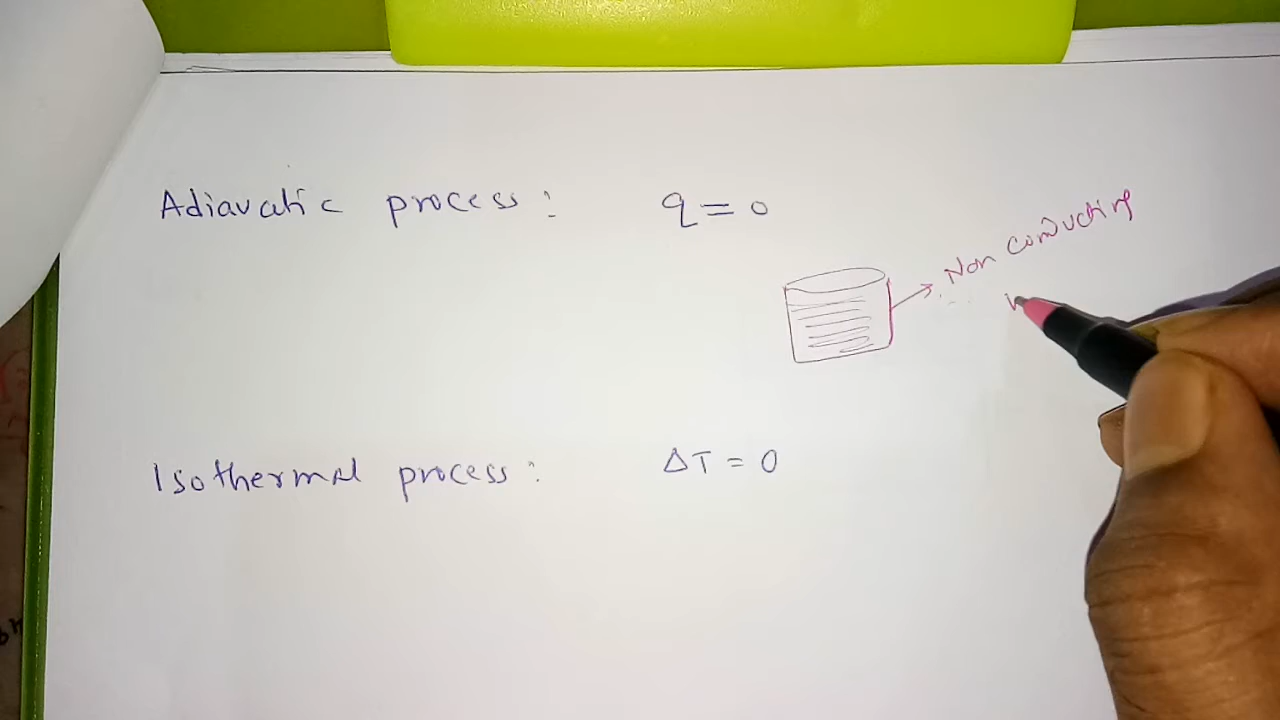 Adiavatic process: q = 0
Non conducting
Isothermal process: ΔT = 0